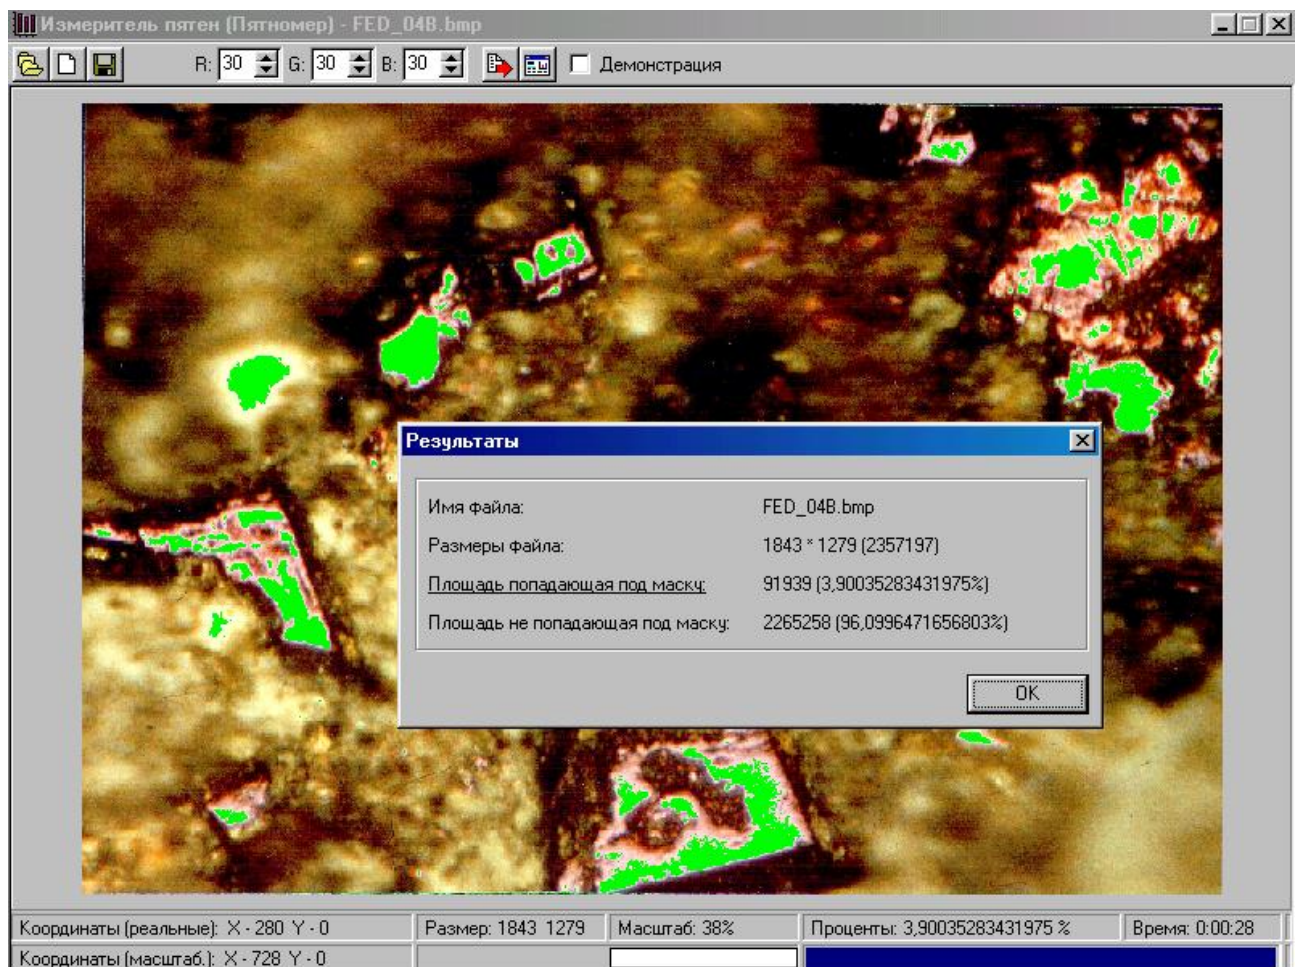 Измеритель пятен (Пятномер) - FED_04B.bmp
R: 30 G: 30 B: 30 Демонстрация
Результаты
Имя файла: FED_04B.bmp
Размеры файла: 1843 * 1279 (2357197)
Площадь попадающая под маску: 91939 (3,90035283431975%)
Площадь не попадающая под маску: 2265258 (96,0996471656803%)
OK
Координаты (реальные): X - 280 Y - 0 Размер: 1843 1279 Масштаб: 38% Проценты: 3,90035283431975 % Время: 0:00:28
Координаты (масштаб.): X - 728 Y - 0